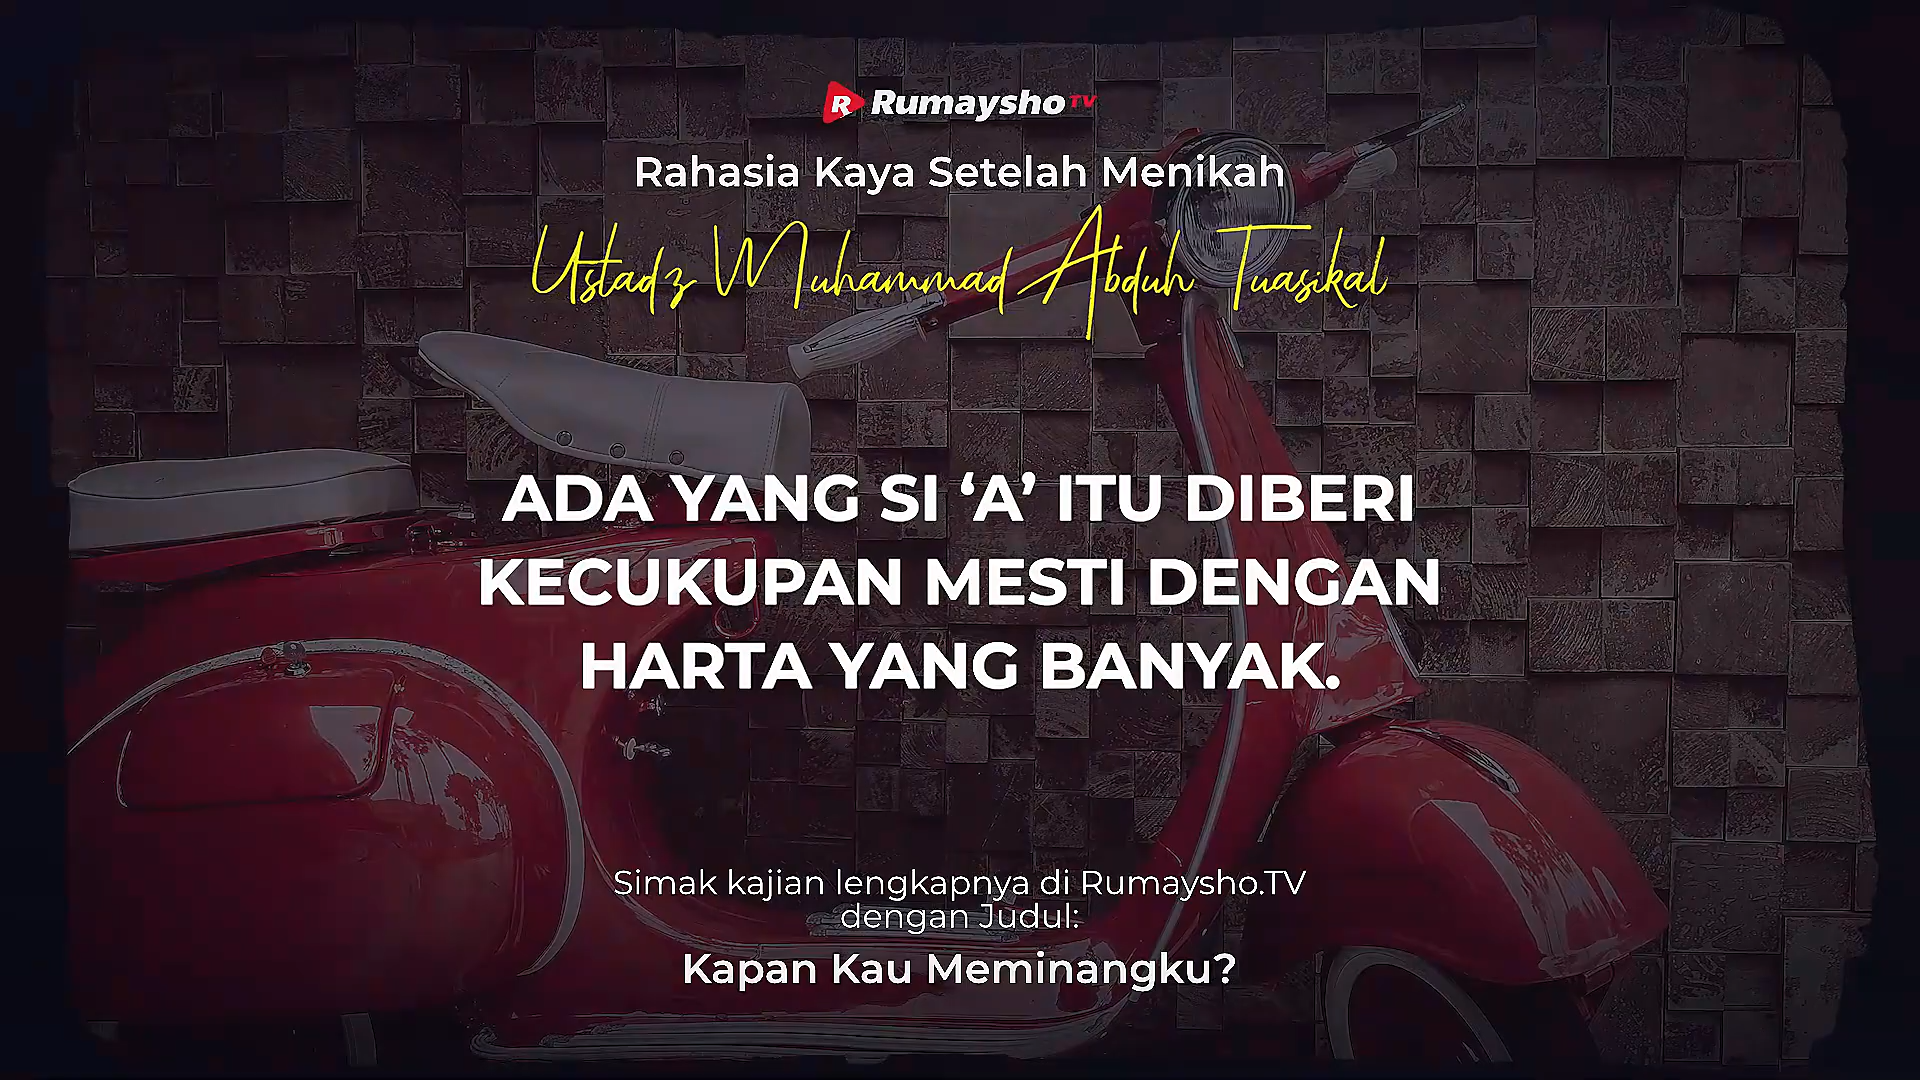 R Rumaysho TV
Rahasia Kaya Setelah Menikah
Ustadz Muhammad Abduh Tuasikal
ADA YANG SI ‘A’ ITU DIBERI
KECUKUPAN MESTI DENGAN
HARTA YANG BANYAK.
Simak kajian lengkapnya di Rumaysho.TV
dengan Judul:
Kapan Kau Meminangku?